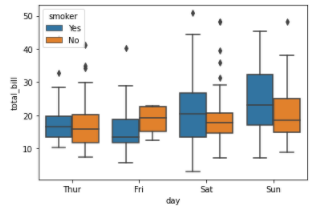 smoker
Yes
No
50
40
30
20
10
total_bill
Thur
Fri
Sat
Sun
day